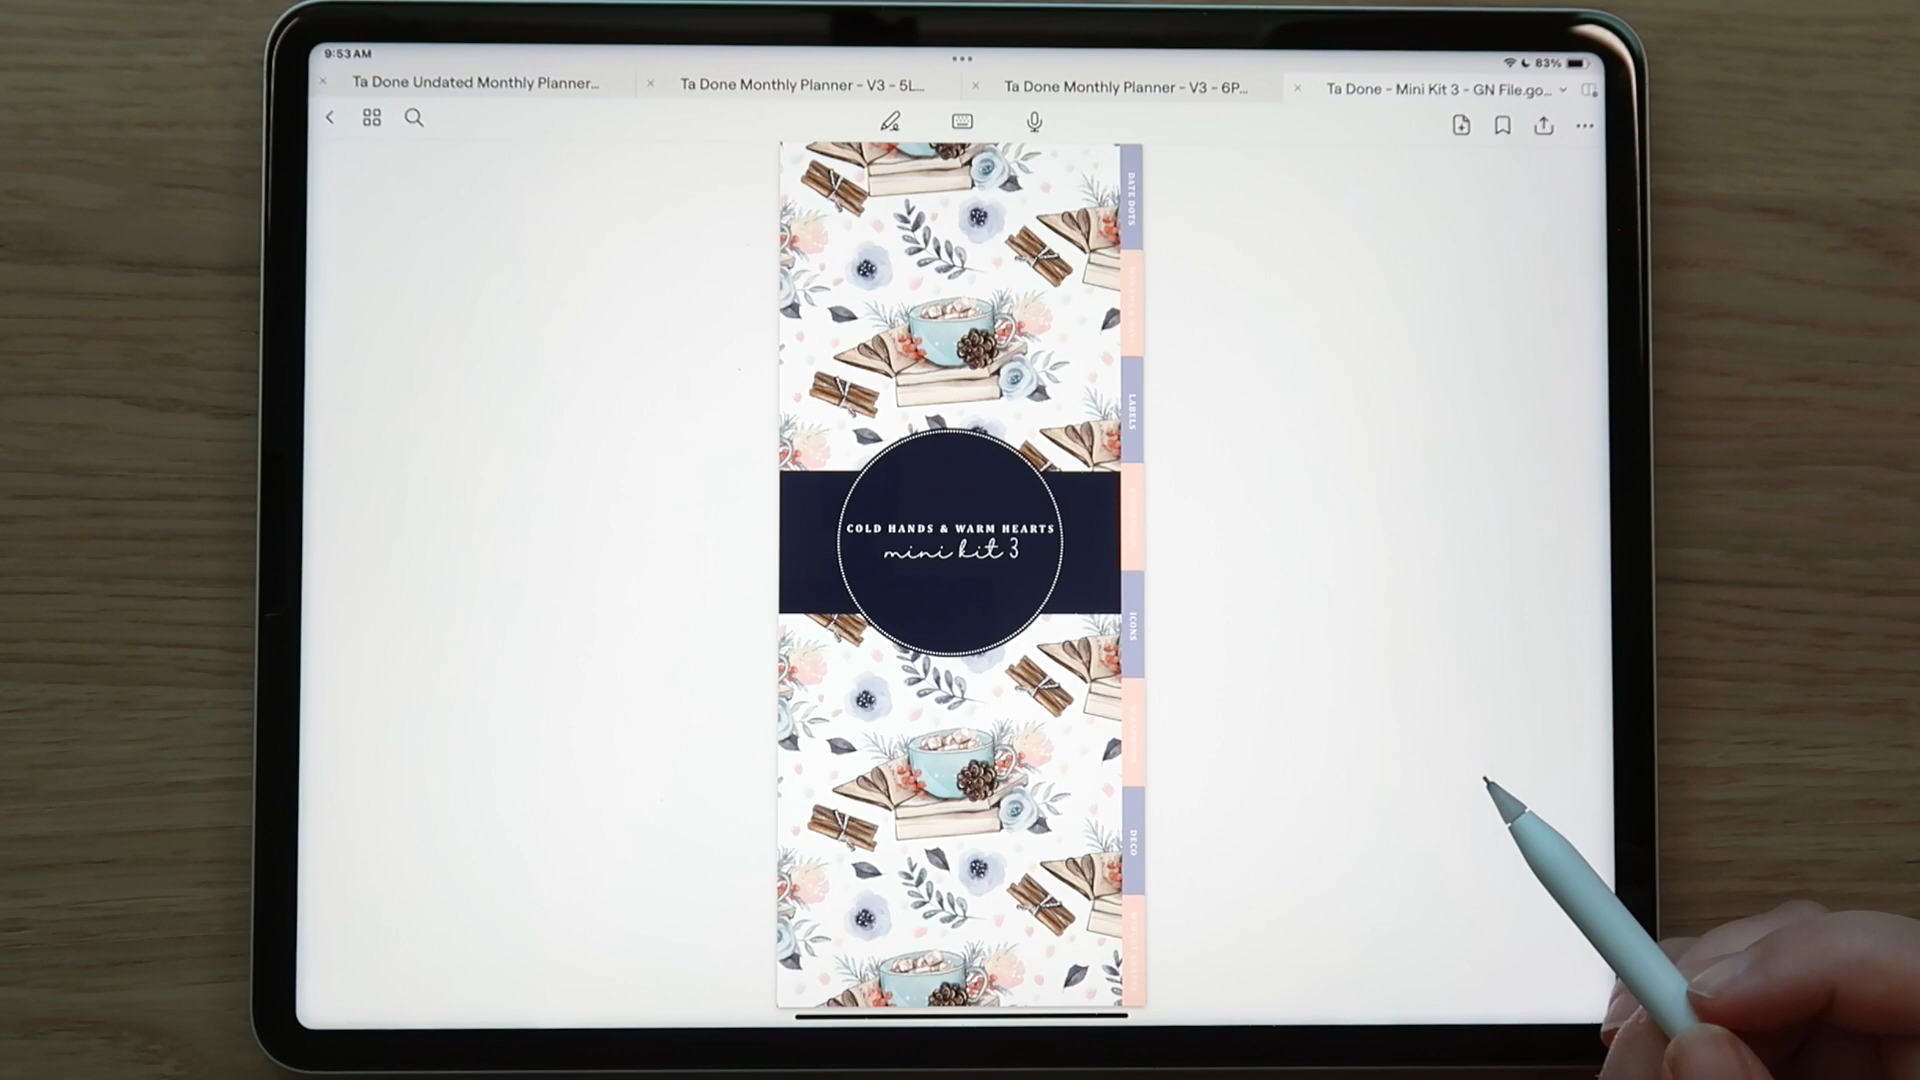 9:53 AM
83%
Ta Done Undated Monthly Planner...
Ta Done Monthly Planner - V3 - 5L...
Ta Done Monthly Planner - V3 - 6P...
Ta Done - Mini Kit 3 - GN File.go...
DATE DOTS
LABELS
COLD HANDS & WARM HEARTS
mini kit 3
ICONS
DECO